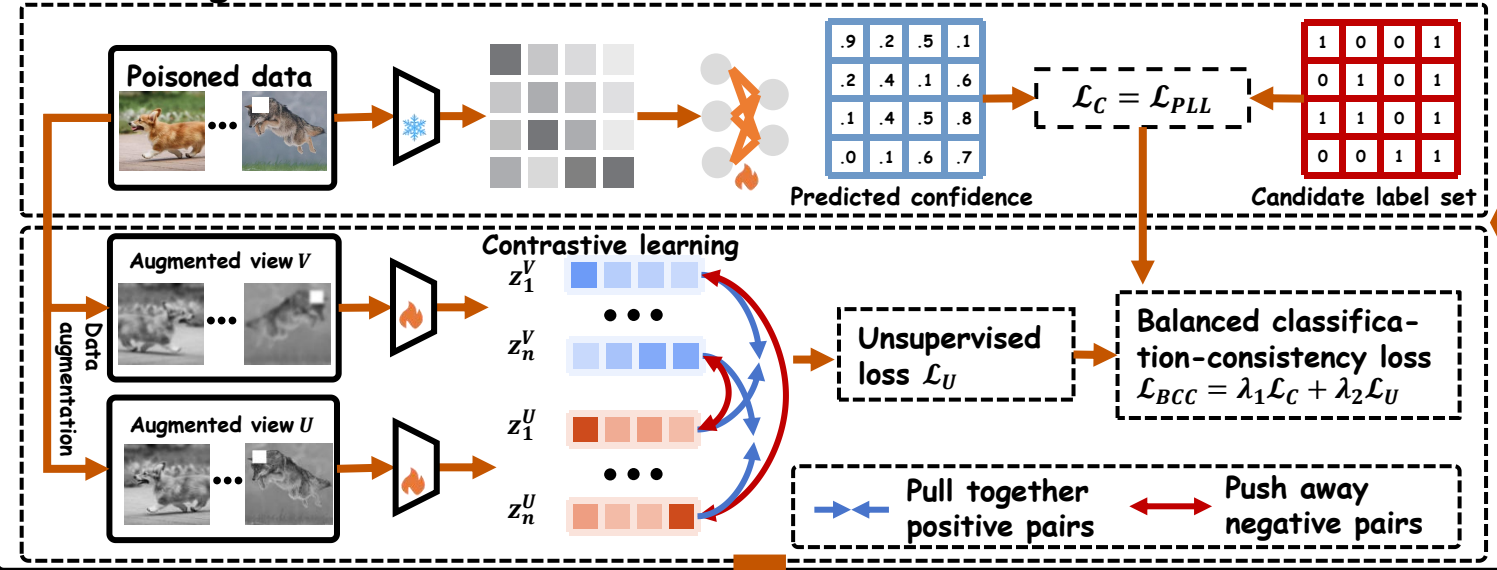 Poisoned data
.9 .2 .5 .1
.2 .4 .1 .6
.1 .4 .5 .8
.0 .1 .6 .7
Predicted confidence
ℒ_C = ℒ_PLL
1 0 0 1
0 1 0 1
1 1 0 1
0 0 1 1
Candidate label set
Data
augmentation
Augmented view V
Augmented view U
Contrastive learning
z_1^V
z_n^V
z_1^U
z_n^U
Unsupervised
loss ℒ_U
Balanced classifica-
tion-consistency loss
ℒ_BCC = λ_1ℒ_C + λ_2ℒ_U
Pull together
positive pairs
Push away
negative pairs